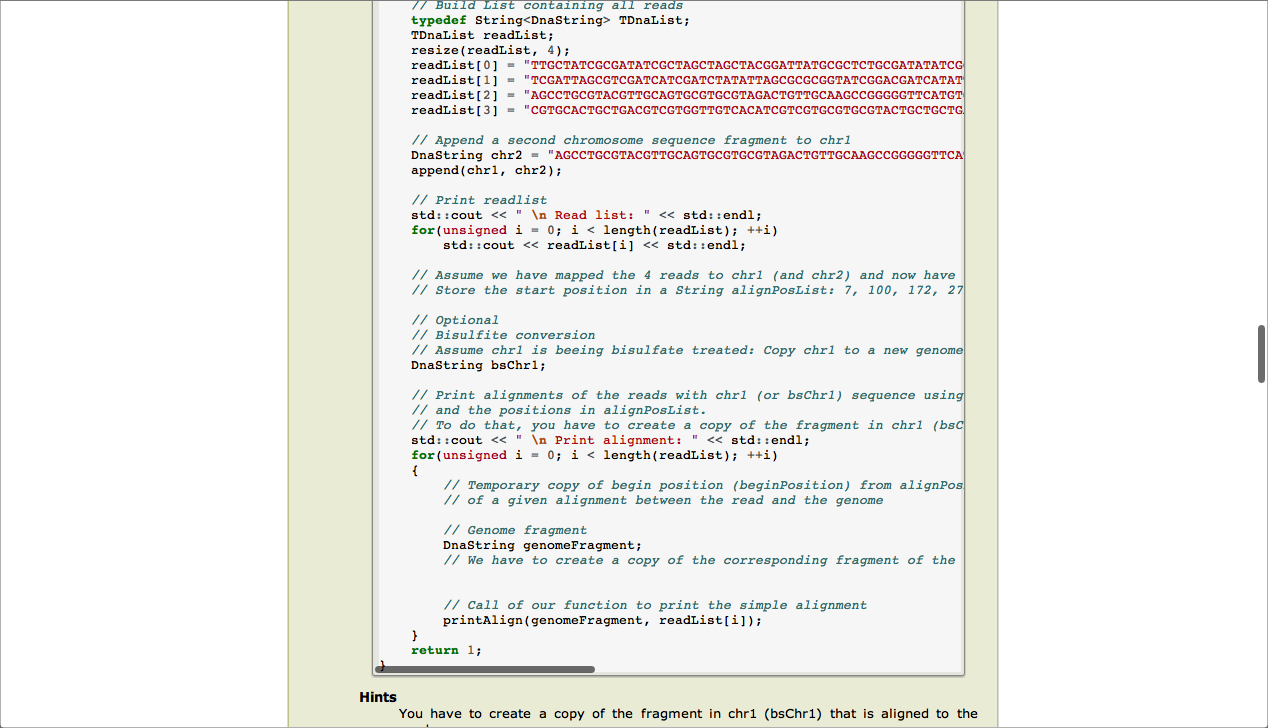 // Build List containing all reads
typedef String<DnaString> TDnaList;
TDnaList readList;
resize(readList, 4);
readList[0] = "TTGCTATCGCGATATCGCTAGCTAGCTACGGATTATGCGCTCTGCGATATATCG
readList[1] = "TCGATTAGCGTCGATCATCGATCTATATTAGCGCGCGGTATCGGACGATCATAT
readList[2] = "AGCCTGCGTACGTTGCAGTGCGTGCGTAGACTGTTGCAAGCCGGGGGTTCATGT
readList[3] = "CGTGCACTGCTGACGTCGTGGTTGTCACATCGTCGTGCGTGCGTACTGCTGCTG
// Append a second chromosome sequence fragment to chr1
DnaString chr2 = "AGCCTGCGTACGTTGCAGTGCGTGCGTAGACTGTTGCAAGCCGGGGGTTCA
append(chr1, chr2);
// Print readlist
std::cout << " \n Read list: " << std::endl;
for(unsigned i = 0; i < length(readList); ++i)
std::cout << readList[i] << std::endl;
// Assume we have mapped the 4 reads to chr1 (and chr2) and now have
// Store the start position in a String alignPosList: 7, 100, 172, 27
// Optional
// Bisulfite conversion
// Assume chr1 is beeing bisulfate treated: Copy chr1 to a new genome
DnaString bsChr1;
// Print alignments of the reads with chr1 (or bsChr1) sequence using
// and the positions in alignPosList.
// To do that, you have to create a copy of the fragment in chr1 (bsC
std::cout << " \n Print alignment: " << std::endl;
for(unsigned i = 0; i < length(readList); ++i)
{
// Temporary copy of begin position (beginPosition) from alignPos
// of a given alignment between the read and the genome
// Genome fragment
DnaString genomeFragment;
// We have to create a copy of the corresponding fragment of the
// Call of our function to print the simple alignment
printAlign(genomeFragment, readList[i]);
}
return 1;
}
Hints
You have to create a copy of the fragment in chr1 (bsChr1) that is aligned to the